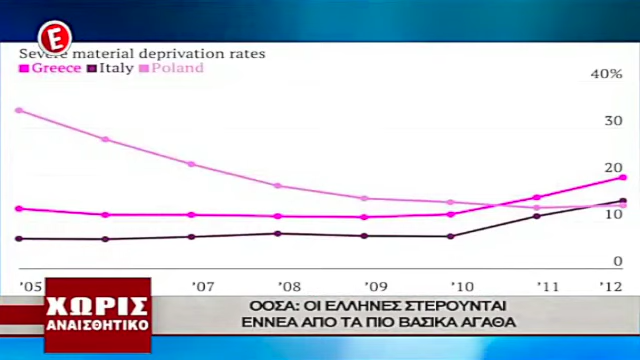 E
Severe material deprivation rates
Greece Italy Poland
40%
30
20
10
0
'05 '07 '08 '09 '10 '11 '12
ΧΩΡΙΣ
ΑΝΑΙΣΘΗΤΙΚΟ
ΟΟΣΑ: ΟΙ ΕΛΛΗΝΕΣ ΣΤΕΡΟΥΝΤΑΙ
ΕΝΝΕΑ ΑΠΟ ΤΑ ΠΙΟ ΒΑΣΙΚΑ ΑΓΑΘΑ